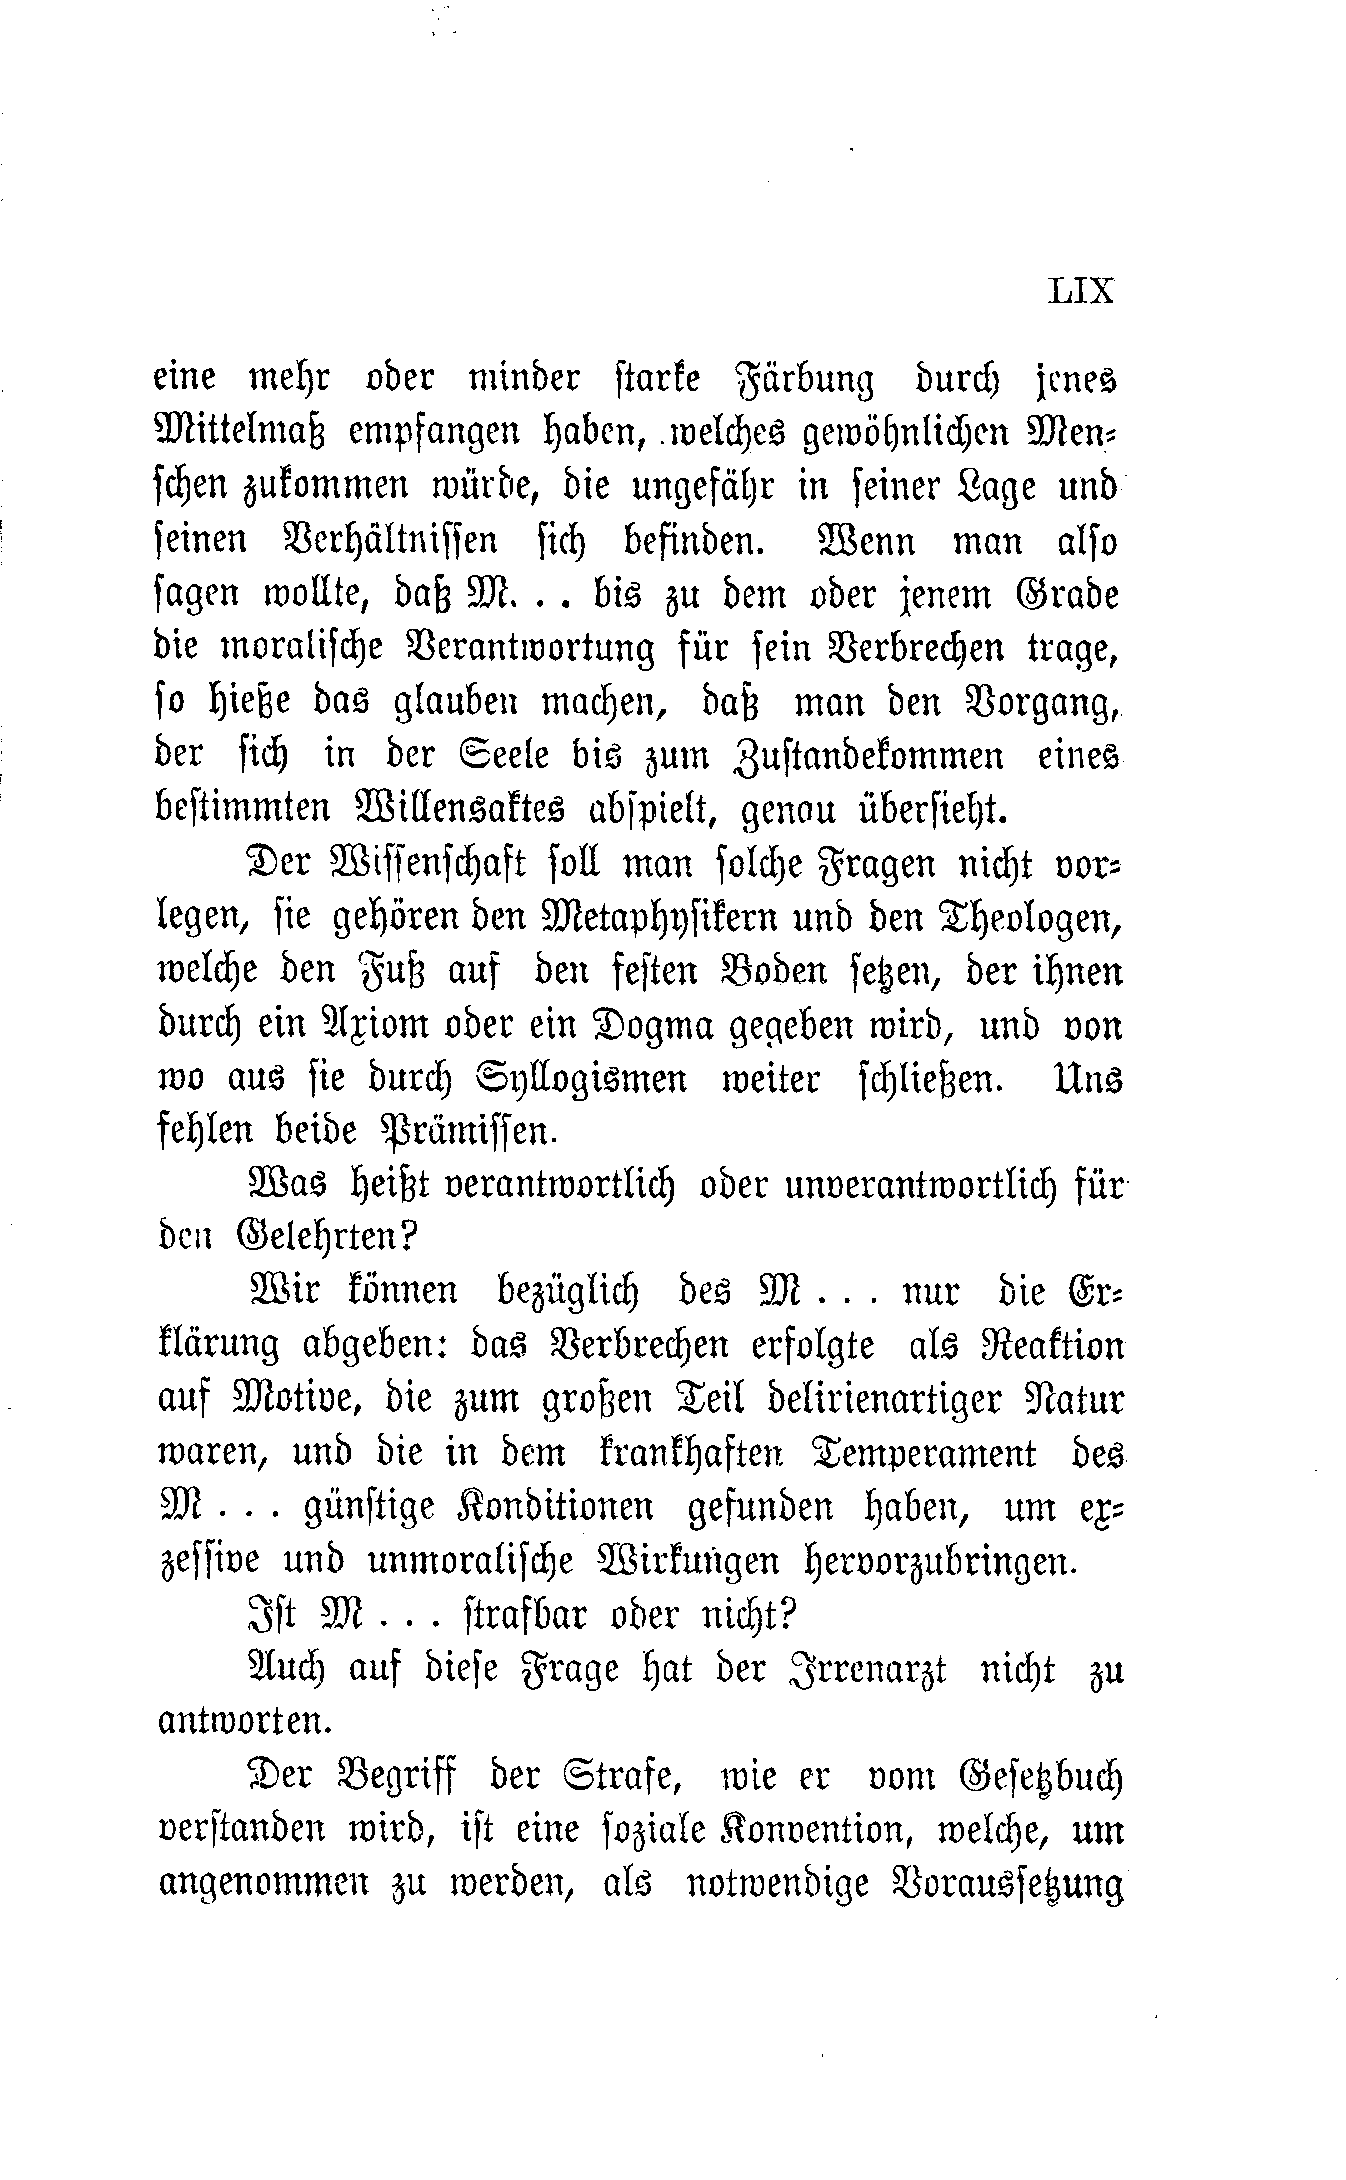 LIX
eine mehr oder minder starke Färbung durch jenes
Mittelmaß empfangen haben, welches gewöhnlichen Men-
schen zukommen würde, die ungefähr in seiner Lage und
seinen Verhältnissen sich befinden. Wenn man also
sagen wollte, daß M. . . bis zu dem oder jenem Grade
die moralische Verantwortung für sein Verbrechen trage,
so hieße das glauben machen, daß man den Vorgang,
der sich in der Seele bis zum Zustandekommen eines
bestimmten Willensaktes abspielt, genau übersieht.
Der Wissenschaft soll man solche Fragen nicht vor-
legen, sie gehören den Metaphysikern und den Theologen,
welche den Fuß auf den festen Boden setzen, der ihnen
durch ein Axiom oder ein Dogma gegeben wird, und von
wo aus sie durch Syllogismen weiter schließen. Uns
fehlen beide Prämissen.
Was heißt verantwortlich oder unverantwortlich für
den Gelehrten?
Wir können bezüglich des M . . . nur die Er-
klärung abgeben: das Verbrechen erfolgte als Reaktion
auf Motive, die zum großen Teil delirienartiger Natur
waren, und die in dem krankhaften Temperament des
M . . . günstige Konditionen gefunden haben, um ex-
zessive und unmoralische Wirkungen hervorzubringen.
Ist M . . . strafbar oder nicht?
Auch auf diese Frage hat der Irrenarzt nicht zu
antworten.
Der Begriff der Strafe, wie er vom Gesetzbuch
verstanden wird, ist eine soziale Konvention, welche, um
angenommen zu werden, als notwendige Voraussetzung